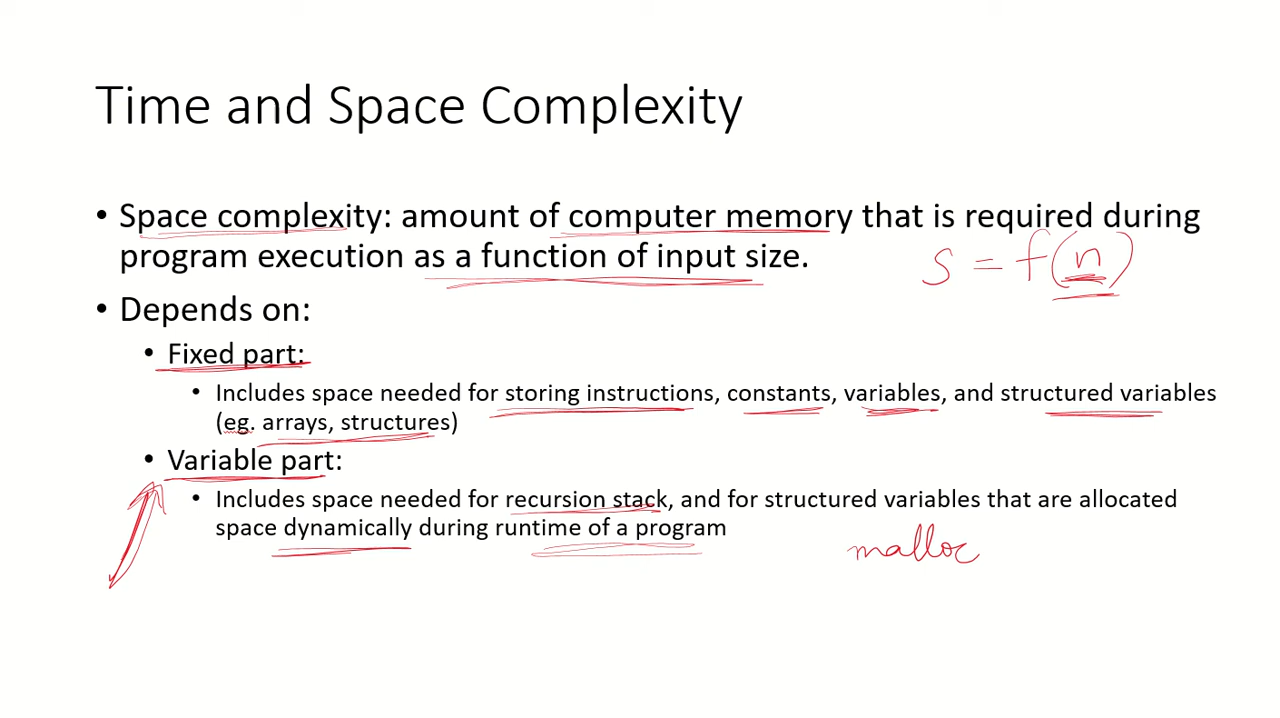 Time and Space Complexity
• Space complexity: amount of computer memory that is required during
program execution as a function of input size.
s = f(n)
• Depends on:
• Fixed part:
• Includes space needed for storing instructions, constants, variables, and structured variables
(eg. arrays, structures)
• Variable part:
• Includes space needed for recursion stack, and for structured variables that are allocated
space dynamically during runtime of a program
malloc